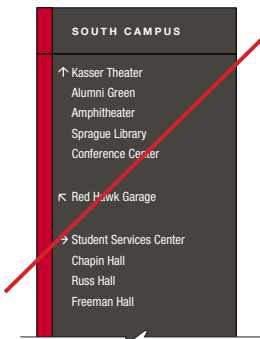 SOUTH CAMPUS
↑ Kasser Theater
Alumni Green
Amphitheater
Sprague Library
Conference Center
↖ Red Hawk Garage
→ Student Services Center
Chapin Hall
Russ Hall
Freeman Hall